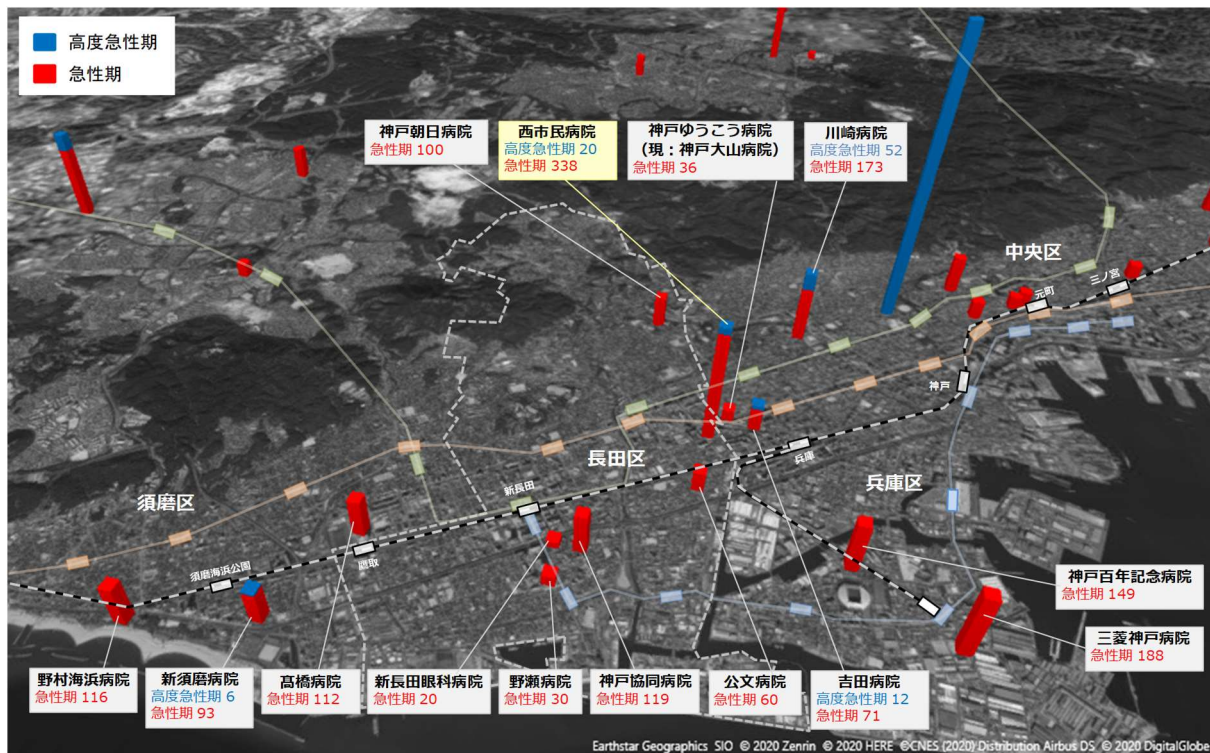 高度急性期
急性期
神戸朝日病院
急性期 100
西市民病院
高度急性期 20
急性期 338
神戸ゆうこう病院
（現：神戸大山病院）
急性期 36
川崎病院
高度急性期 52
急性期 173
中央区
三ノ宮
元町
神戸
兵庫
長田区
兵庫区
新長田
須磨区
鷹取
須磨海浜公園
神戸百年記念病院
急性期 149
三菱神戸病院
急性期 188
野村海浜病院
急性期 116
新須磨病院
高度急性期 6
急性期 93
髙橋病院
急性期 112
新長田眼科病院
急性期 20
野瀬病院
急性期 30
神戸協同病院
急性期 119
公文病院
急性期 60
吉田病院
高度急性期 12
急性期 71
Earthstar Geographics SIO © 2020 Zenrin © 2020 HERE ©CNES (2020) Distribution Airbus DS © 2020 DigitalGlobe